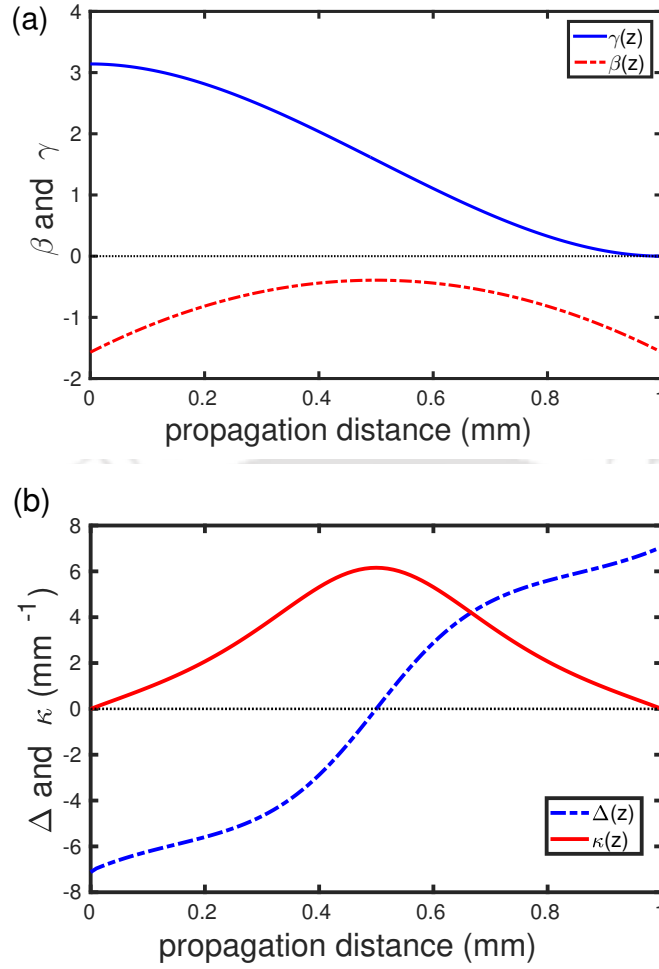 (a)
4
3
2
1
0
-1
-2
β and γ
γ(z)
β(z)
0 0.2 0.4 0.6 0.8 1
propagation distance (mm)
(b)
8
6
4
2
0
-2
-4
-6
-8
Δ and κ (mm -1)
Δ(z)
κ(z)
0 0.2 0.4 0.6 0.8 1
propagation distance (mm)